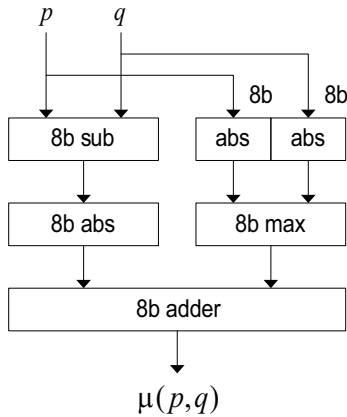 p q
8b 8b
8b sub abs abs
8b abs 8b max
8b adder
μ(p,q)